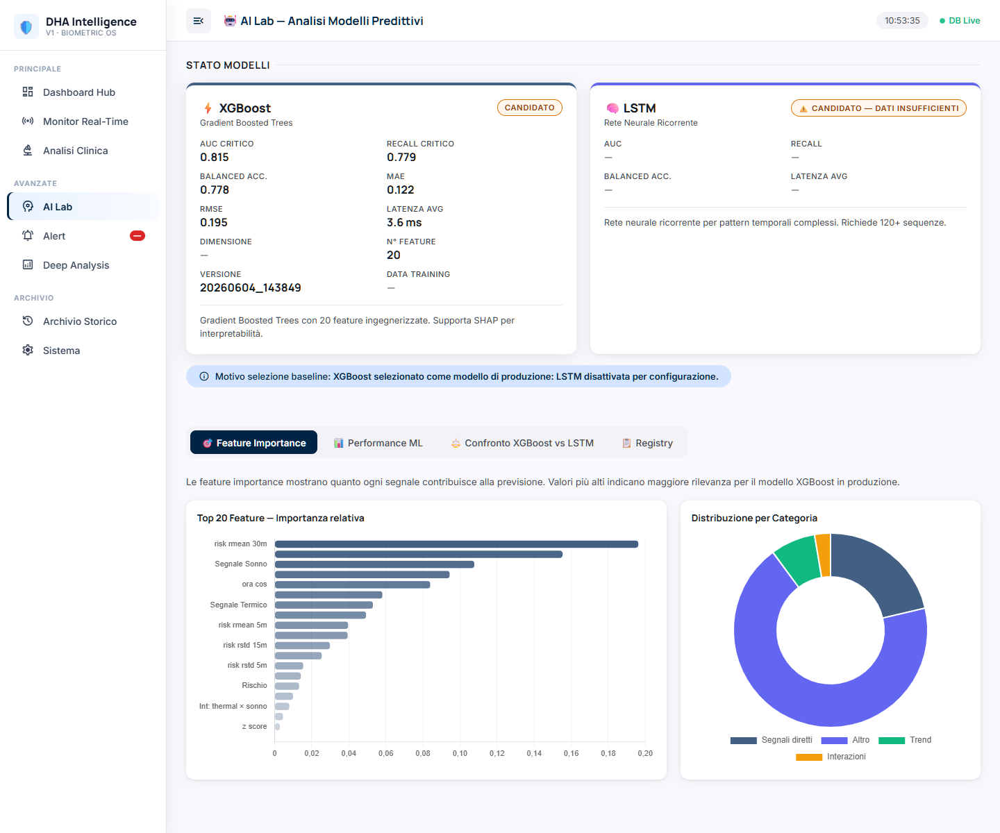 DHA Intelligence
V1 · BIOMETRIC OS
PRINCIPALE
Dashboard Hub
Monitor Real-Time
Analisi Clinica
AVANZATE
AI Lab
Alert
—
Deep Analysis
ARCHIVIO
Archivio Storico
Sistema
AI Lab — Analisi Modelli Predittivi
10:53:35
DB Live
STATO MODELLI
XGBoost
CANDIDATO
Gradient Boosted Trees
AUC CRITICO
0.815
RECALL CRITICO
0.779
BALANCED ACC.
0.778
MAE
0.122
RMSE
0.195
LATENZA AVG
3.6 ms
DIMENSIONE
—
N° FEATURE
20
VERSIONE
20260604_143849
DATA TRAINING
—
Gradient Boosted Trees con 20 feature ingegnerizzate. Supporta SHAP per
interpretabilità.
LSTM
CANDIDATO — DATI INSUFFICIENTI
Rete Neurale Ricorrente
AUC
—
RECALL
—
BALANCED ACC.
—
LATENZA AVG
—
Rete neurale ricorrente per pattern temporali complessi. Richiede 120+ sequenze.
Motivo selezione baseline: XGBoost selezionato come modello di produzione: LSTM disattivata per configurazione.
Feature Importance
Performance ML
Confronto XGBoost vs LSTM
Registry
Le feature importance mostrano quanto ogni segnale contribuisce alla previsione. Valori più alti indicano maggiore rilevanza per il modello XGBoost in produzione.
Top 20 Feature — Importanza relativa
risk rmean 30m
Segnale Sonno
ora cos
Segnale Termico
risk rmean 5m
risk rstd 15m
risk rstd 5m
Rischio
Int: thermal × sonno
z score
0
0,02
0,04
0,06
0,08
0,10
0,12
0,14
0,16
0,18
0,20
Distribuzione per Categoria
Segnali diretti
Altro
Trend
Interazioni